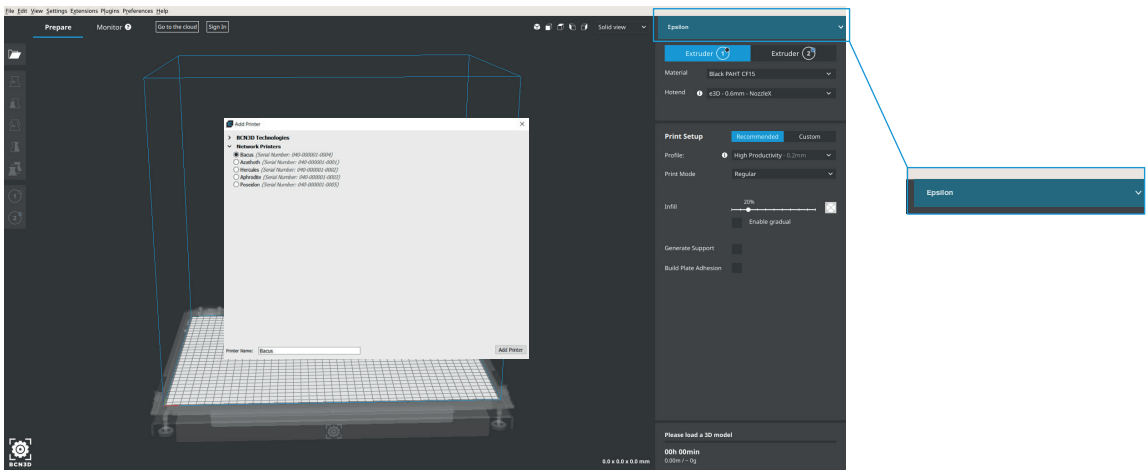 File Edit View Settings Extensions Plugins Preferences Help
Prepare Monitor ? Go to the cloud Sign In Solid view Epsilon
Extruder 1 Extruder 2
Material Black PAHT CF15
Hotend e3D - 0.6mm - NozzleX
Add Printer
BCN3D Technologies
Network Printers
Bacus (Serial Number: 040-000001-0004)
Azathoth (Serial Number: 040-000001-0001)
Hercules (Serial Number: 040-000001-0002)
Aphrodite (Serial Number: 040-000001-0003)
Poseidon (Serial Number: 040-000001-0005)
Printer Name: Bacus Add Printer
Print Setup Recommended Custom
Profile: High Productivity - 0.2mm
Print Mode Regular
Infill 20%
Enable gradual
Generate Support
Build Plate Adhesion
Epsilon
1
2
Please load a 3D model
00h 00min
0.00m / ~ 0g
0.0 x 0.0 x 0.0 mm
BCN3D